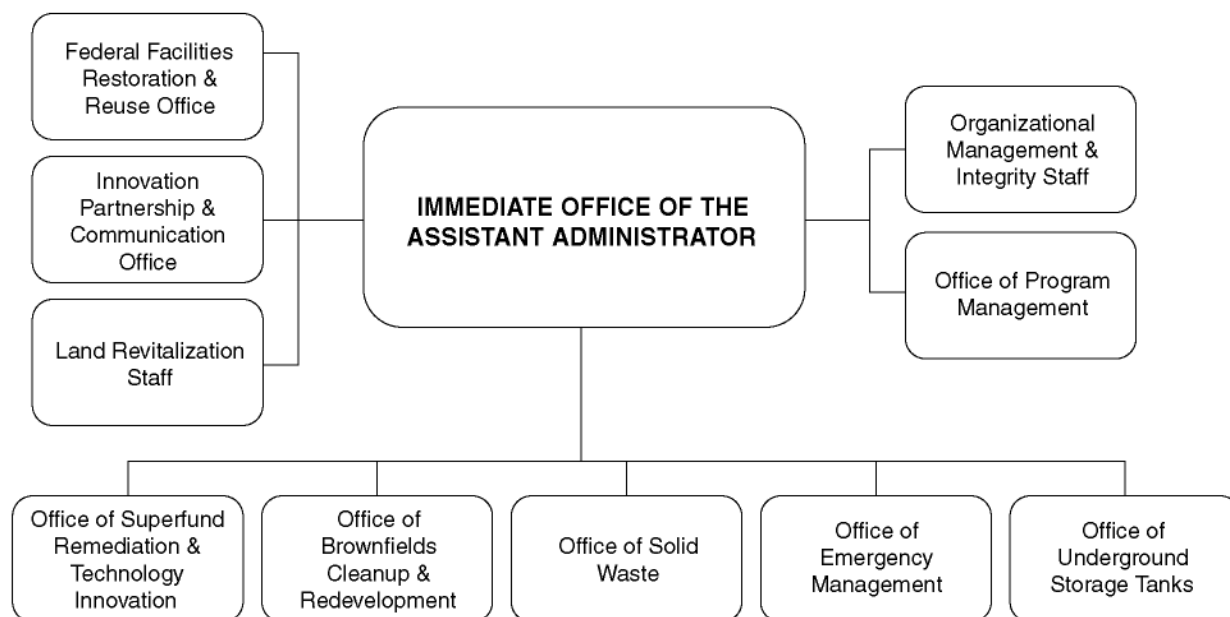 Federal Facilities
Restoration &
Reuse Office
Innovation
Partnership &
Communication
Office
Land Revitalization
Staff
IMMEDIATE OFFICE OF THE
ASSISTANT ADMINISTRATOR
Organizational
Management &
Integrity Staff
Office of Program
Management
Office of Superfund
Remediation &
Technology
Innovation
Office of
Brownfields
Cleanup &
Redevelopment
Office of Solid
Waste
Office of
Emergency
Management
Office of
Underground
Storage Tanks